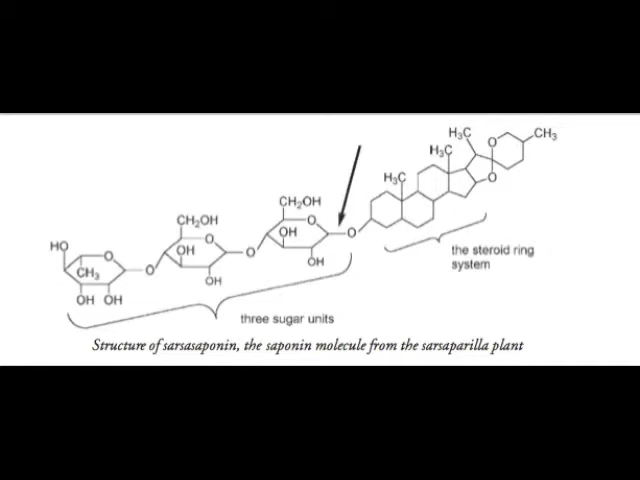 H₃C
CH₃
O
H₃C
H₃C
O
CH₂OH
O
CH₂OH
OH
O
O
HO
O
OH
O
OH
CH₃
O
OH
OH OH
the steroid ring
system
three sugar units
Structure of sarsasaponin, the saponin molecule from the sarsaparilla plant